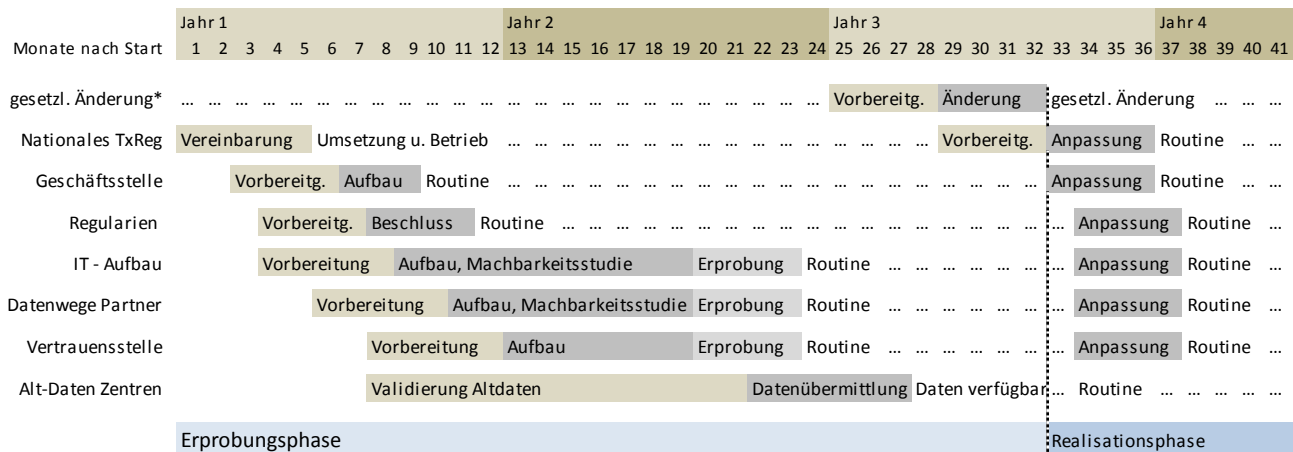 Jahr 1 Jahr 2 Jahr 3 Jahr 4
Monate nach Start 1 2 3 4 5 6 7 8 9 10 11 12 13 14 15 16 17 18 19 20 21 22 23 24 25 26 27 28 29 30 31 32 33 34 35 36 37 38 39 40 41
gesetzl. Änderung* … … … … … … … … … … … … … … … … … … … … … … … … Vorbereitg. Änderung gesetzl. Änderung … … …
Nationales TxReg Vereinbarung Umsetzung u. Betrieb … … … … … … … … … … … … … … … … Vorbereitg. Anpassung Routine … …
Geschäftsstelle Vorbereitg. Aufbau Routine … … … … … … … … … … … … … … … … … … … … Anpassung Routine … …
Regularien Vorbereitg. Beschluss Routine … … … … … … … … … … … … … … … … … … … Anpassung Routine …
IT - Aufbau Vorbereitung Aufbau, Machbarkeitsstudie Erprobung Routine … … … … … … … Anpassung Routine …
Datenwege Partner Vorbereitung Aufbau, Machbarkeitsstudie Erprobung Routine … … … … … … … Anpassung Routine …
Vertrauensstelle Vorbereitung Aufbau Erprobung Routine … … … … … … … Anpassung Routine …
Alt-Daten Zentren Validierung Altdaten Datenübermittlung Daten verfügbar … Routine … … … … …
Erprobungsphase Realisationsphase